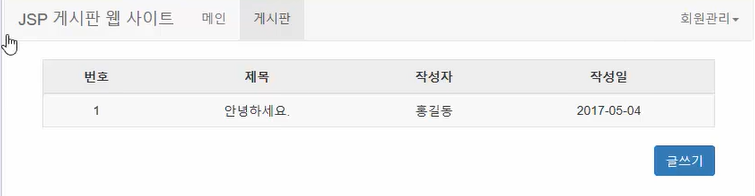 JSP 게시판 웹 사이트 메인 게시판 회원관리
번호 제목 작성자 작성일
1 안녕하세요. 홍길동 2017-05-04
글쓰기